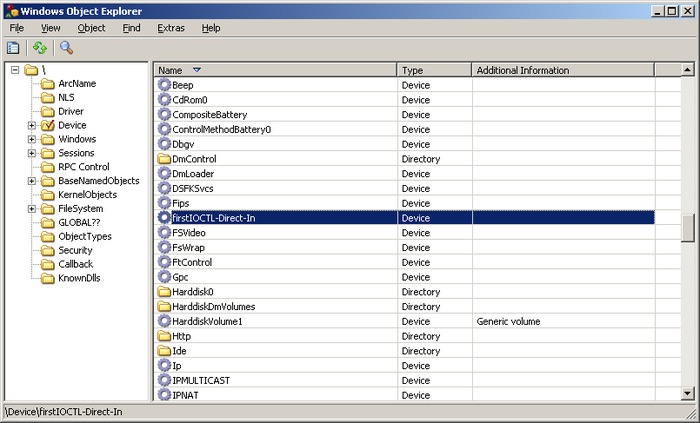 Windows Object Explorer
File View Object Find Extras Help
\
ArcName
NLS
Driver
Device
Windows
Sessions
RPC Control
BaseNamedObjects
KernelObjects
FileSystem
GLOBAL??
ObjectTypes
Security
Callback
KnownDlls
Name Type Additional Information
Beep Device
CdRom0 Device
CompositeBattery Device
ControlMethodBattery0 Device
Dbgv Device
DmControl Directory
DmLoader Device
DSFKSvcs Device
Fips Device
firstIOCTL-Direct-In Device
FSVideo Device
FsWrap Device
FtControl Device
Gpc Device
Harddisk0 Directory
HarddiskDmVolumes Directory
HarddiskVolume1 Device Generic volume
Http Directory
Ide Directory
Ip Device
IPMULTICAST Device
IPNAT Device
\Device\firstIOCTL-Direct-In